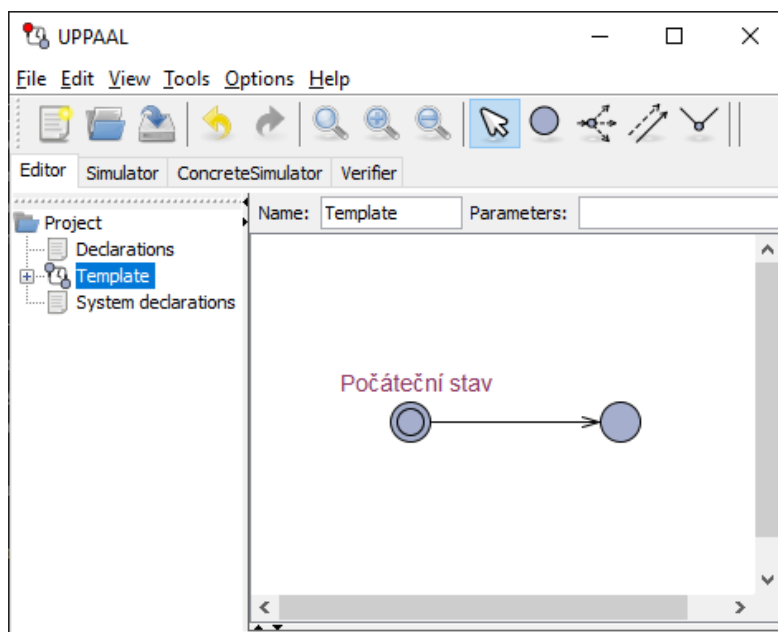 UPPAAL
File Edit View Tools Options Help
Editor Simulator ConcreteSimulator Verifier
Project
Declarations
Template
System declarations
Name: Template Parameters:
Počáteční stav